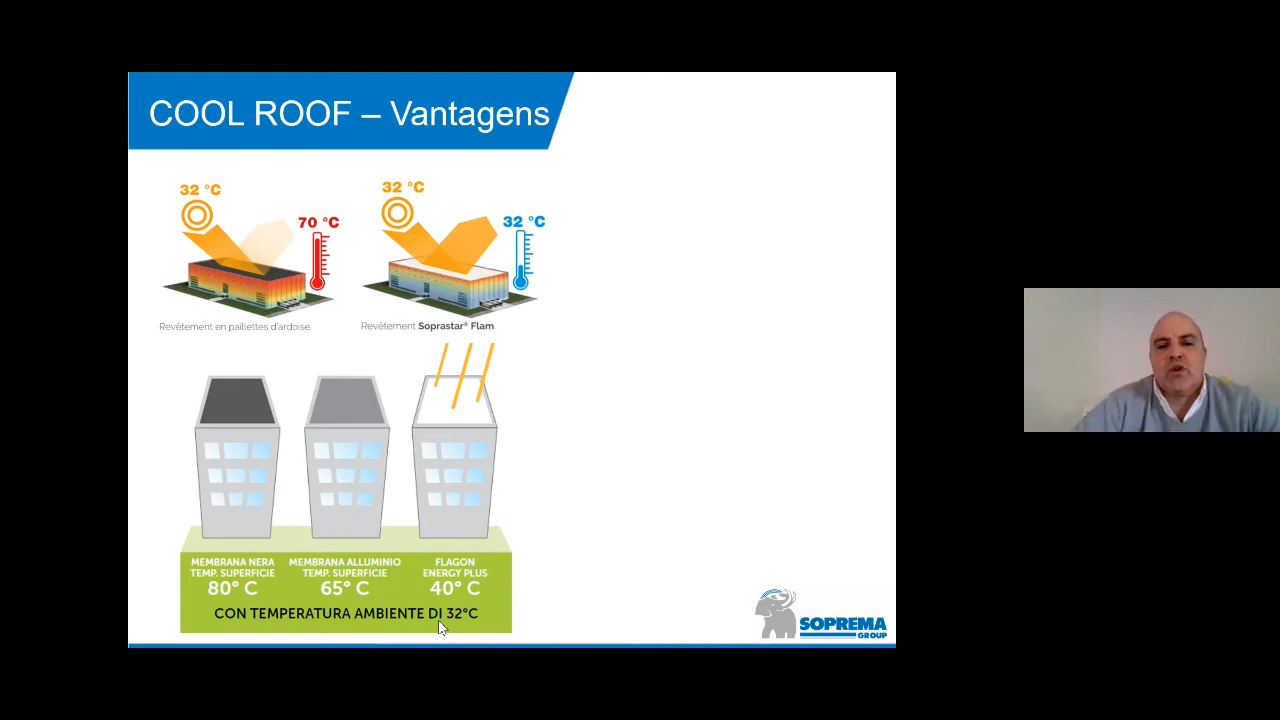 COOL ROOF – Vantagens
32 °C
70 °C
32 °C
32 °C
Revêtement en paillettes d'ardoise.
Revêtement Soprastar® Flam.
MEMBRANA NERA
TEMP. SUPERFICIE
80° C
MEMBRANA ALLUMINIO
TEMP. SUPERFICIE
65° C
FLAGON
ENERGY PLUS
40° C
CON TEMPERATURA AMBIENTE DI 32°C
SOPREMA
GROUP